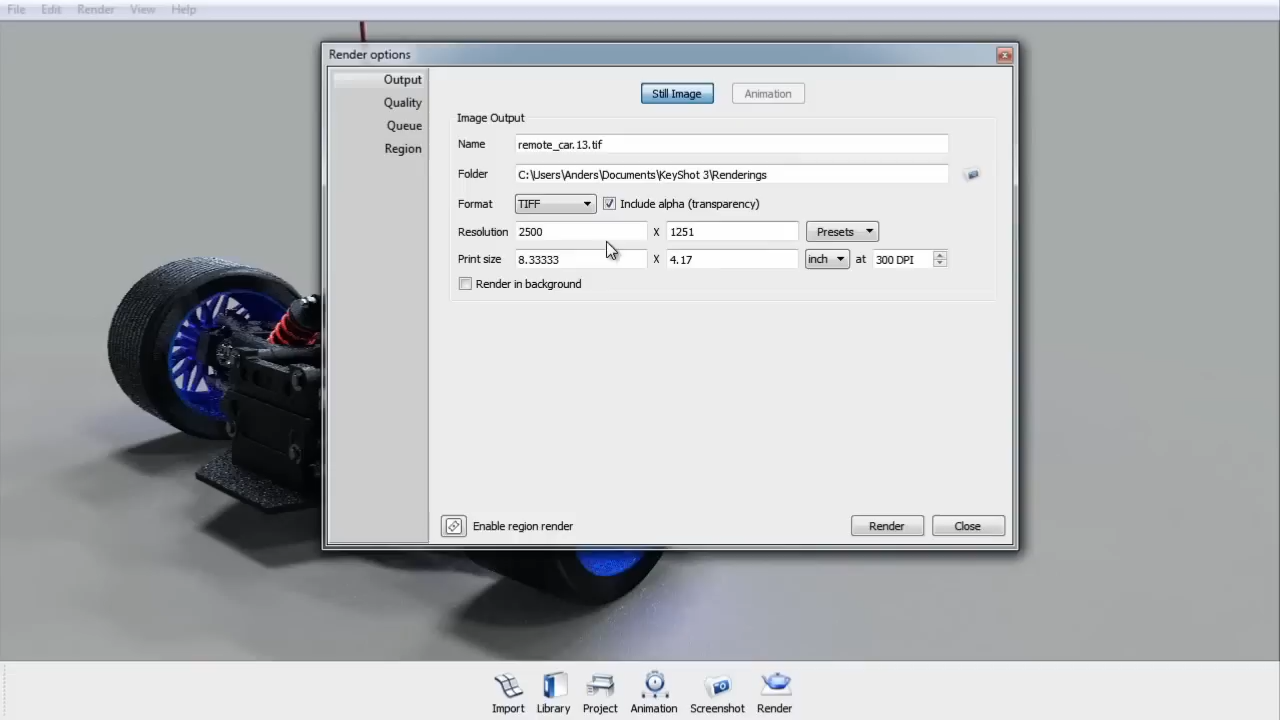 File Edit Render View Help
Render options
Output
Quality
Queue
Region
Still Image Animation
Image Output
Name remote_car.13.tif
Folder C:\Users\Anders\Documents\KeyShot 3\Renderings
Format TIFF Include alpha (transparency)
Resolution 2500 X 1251 Presets
Print size 8.33333 X 4.17 inch at 300 DPI
Render in background
Enable region render Render Close
Import Library Project Animation Screenshot Render